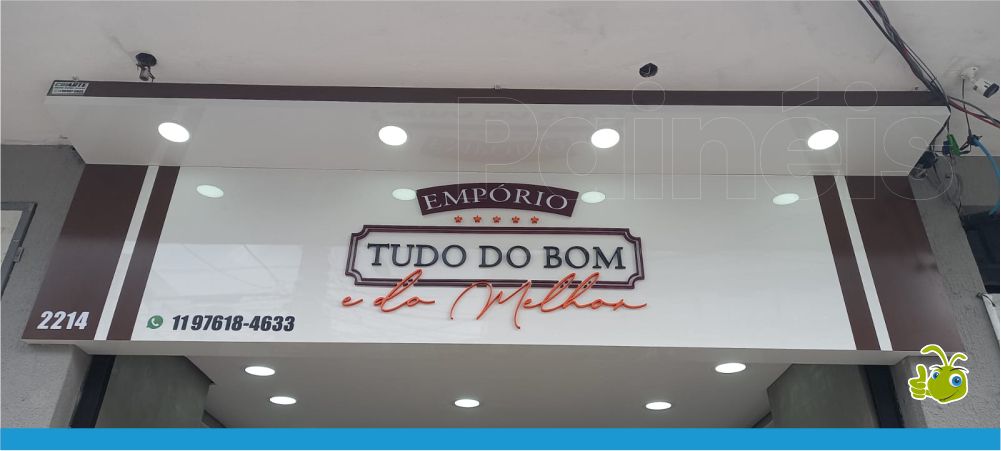 Painéis
EMPÓRIO
TUDO DO BOM
e do Melhor
2214
11 97618-4633